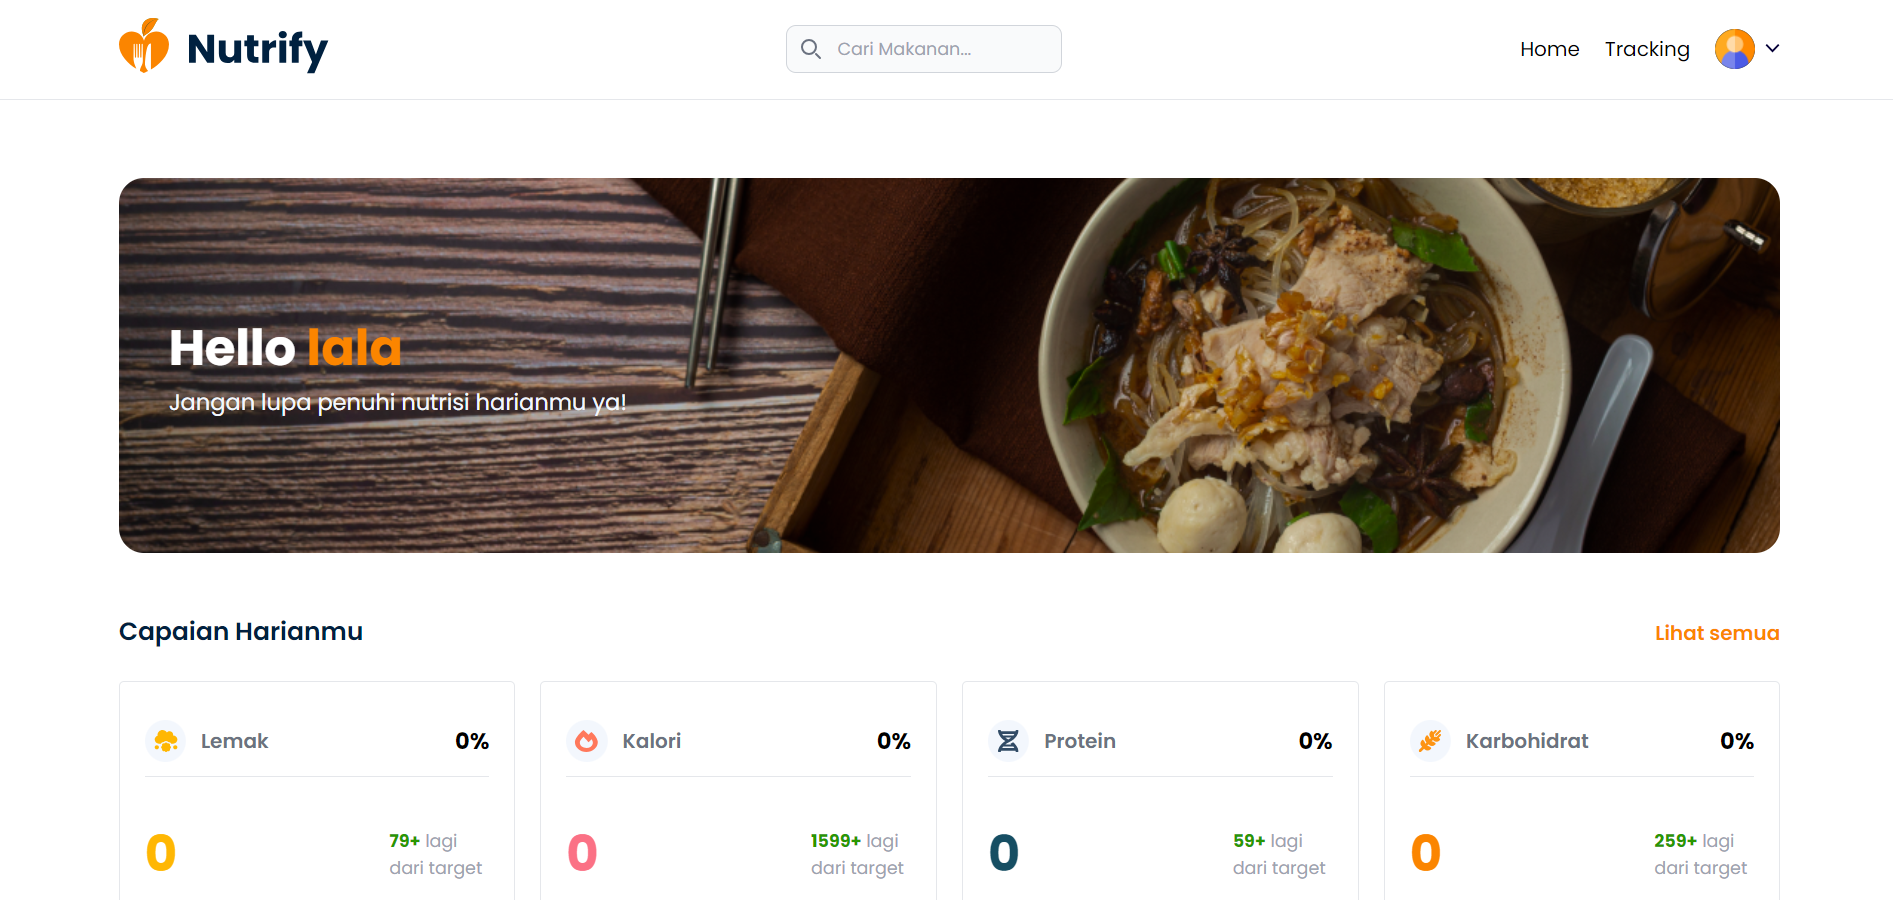 Nutrify
Cari Makanan...
Home
Tracking
Hello lala
Jangan lupa penuhi nutrisi harianmu ya!
Capaian Harianmu
Lihat semua
Lemak
0%
0
79+ lagi
dari target
Kalori
0%
0
1599+ lagi
dari target
Protein
0%
0
59+ lagi
dari target
Karbohidrat
0%
0
259+ lagi
dari target